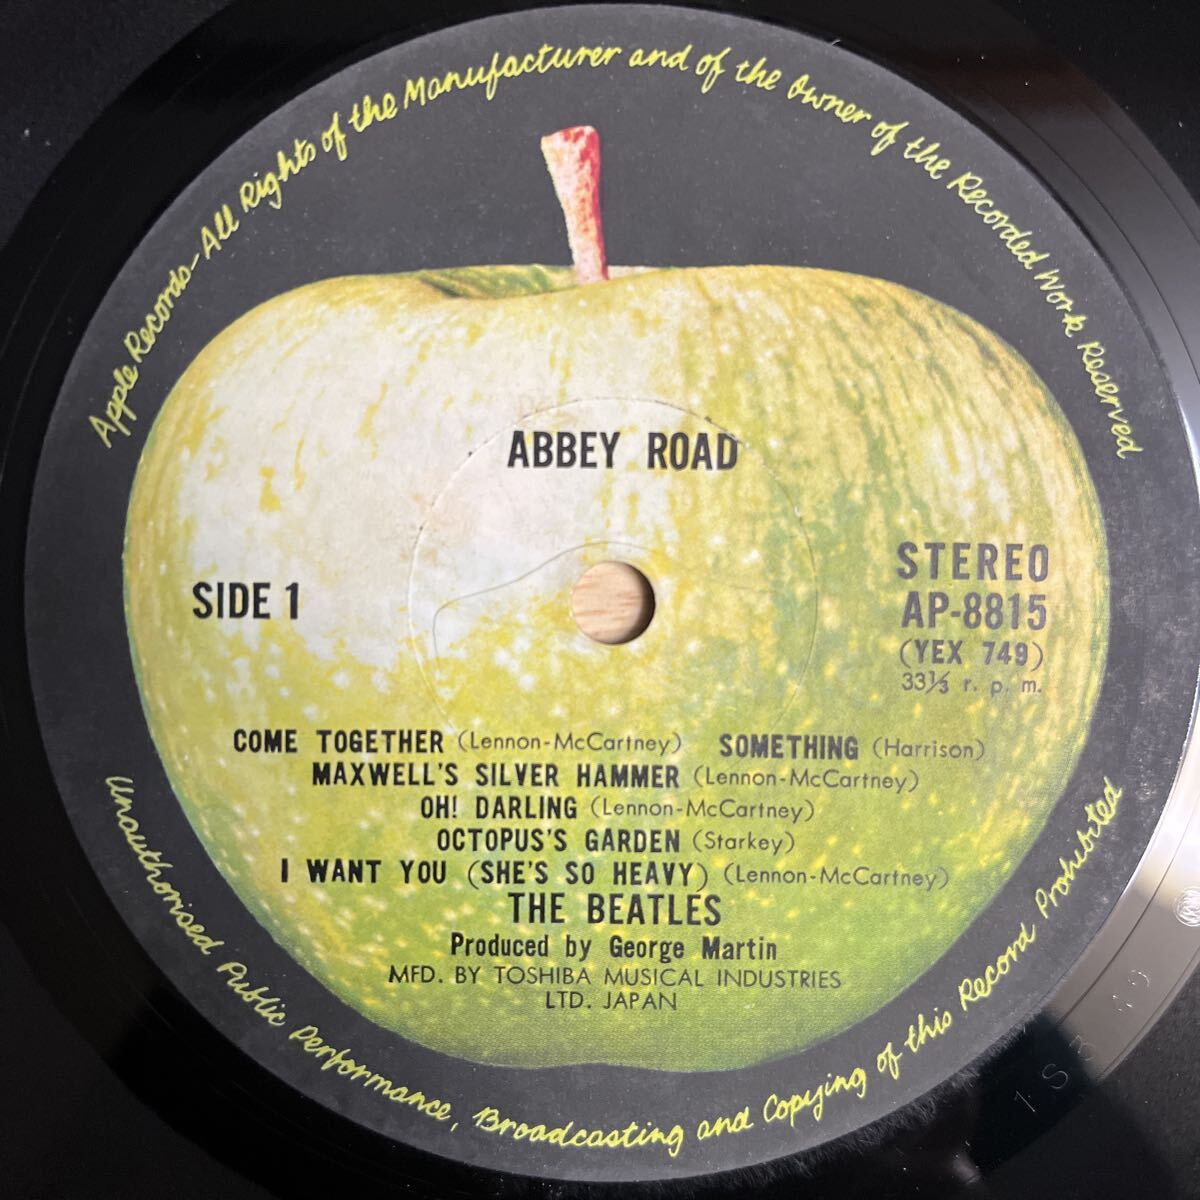 Apple Records-All Rights of the Manufacturer and of the Owner of the Recorded Work Reserved
ABBEY ROAD
SIDE 1
STEREO
AP-8815
(YEX 749)
33⅓ r. p. m.
COME TOGETHER (Lennon-McCartney) SOMETHING (Harrison)
MAXWELL'S SILVER HAMMER (Lennon-McCartney)
OH! DARLING (Lennon-McCartney)
OCTOPUS'S GARDEN (Starkey)
I WANT YOU (SHE'S SO HEAVY) (Lennon-McCartney)
THE BEATLES
Produced by George Martin
MFD. BY TOSHIBA MUSICAL INDUSTRIES
LTD. JAPAN
Unauthorised Public Performance, Broadcasting and Copying of this Record Prohibited
1S